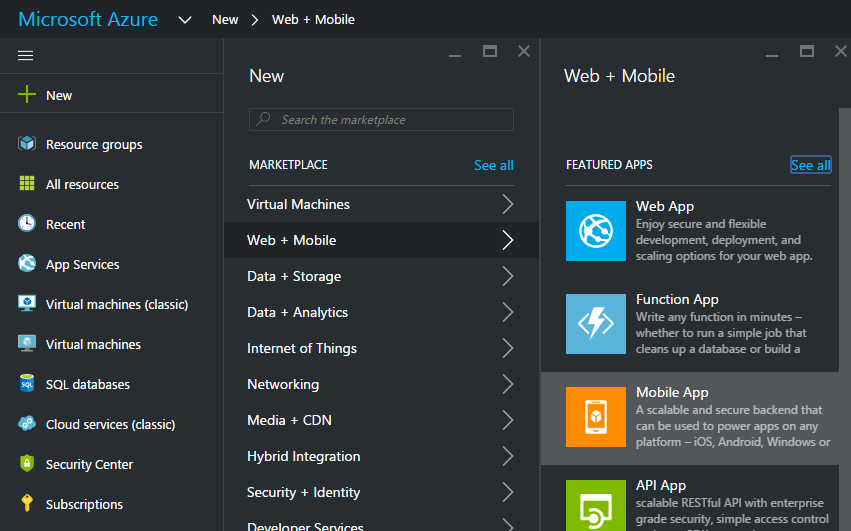 Microsoft Azure
New
Web + Mobile
New
Resource groups
All resources
Recent
App Services
Virtual machines (classic)
Virtual machines
SQL databases
Cloud services (classic)
Security Center
Subscriptions
New
Search the marketplace
MARKETPLACE
See all
Virtual Machines
Web + Mobile
Data + Storage
Data + Analytics
Internet of Things
Networking
Media + CDN
Hybrid Integration
Security + Identity
Developer Services
Web + Mobile
FEATURED APPS
See all
Web App
Enjoy secure and flexible
development, deployment, and
scaling options for your web app.
Function App
Write any function in minutes –
whether to run a simple job that
cleans up a database or build a
Mobile App
A scalable and secure backend that
can be used to power apps on any
platform – iOS, Android, Windows or
API App
scalable RESTful API with enterprise
grade security, simple access control